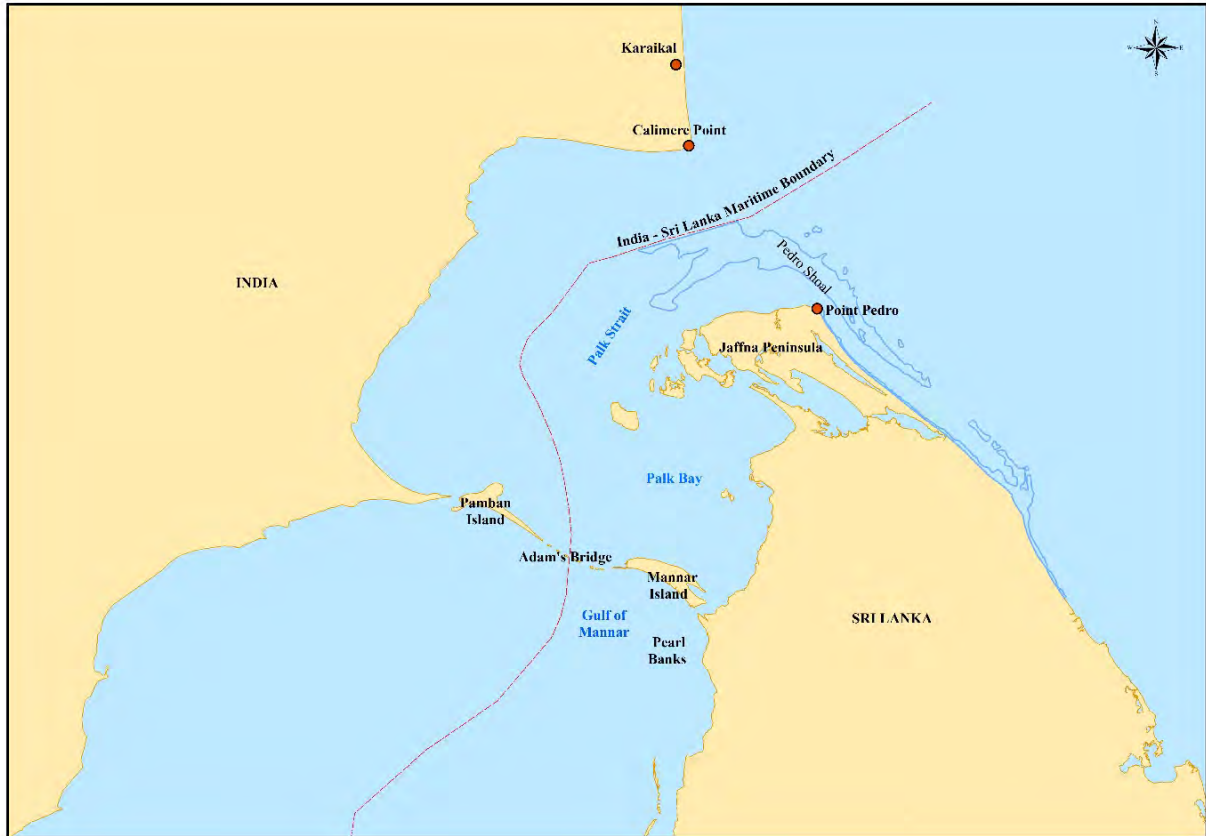 Karaikal
N
W
E
S
Calimere Point
India - Sri Lanka Maritime Boundary
Pedro Shoal
INDIA
Point Pedro
Palk Strait
Jaffna Peninsula
Palk Bay
Pamban
Island
Adam's Bridge
Mannar
Island
Gulf of
Mannar
SRI LANKA
Pearl
Banks